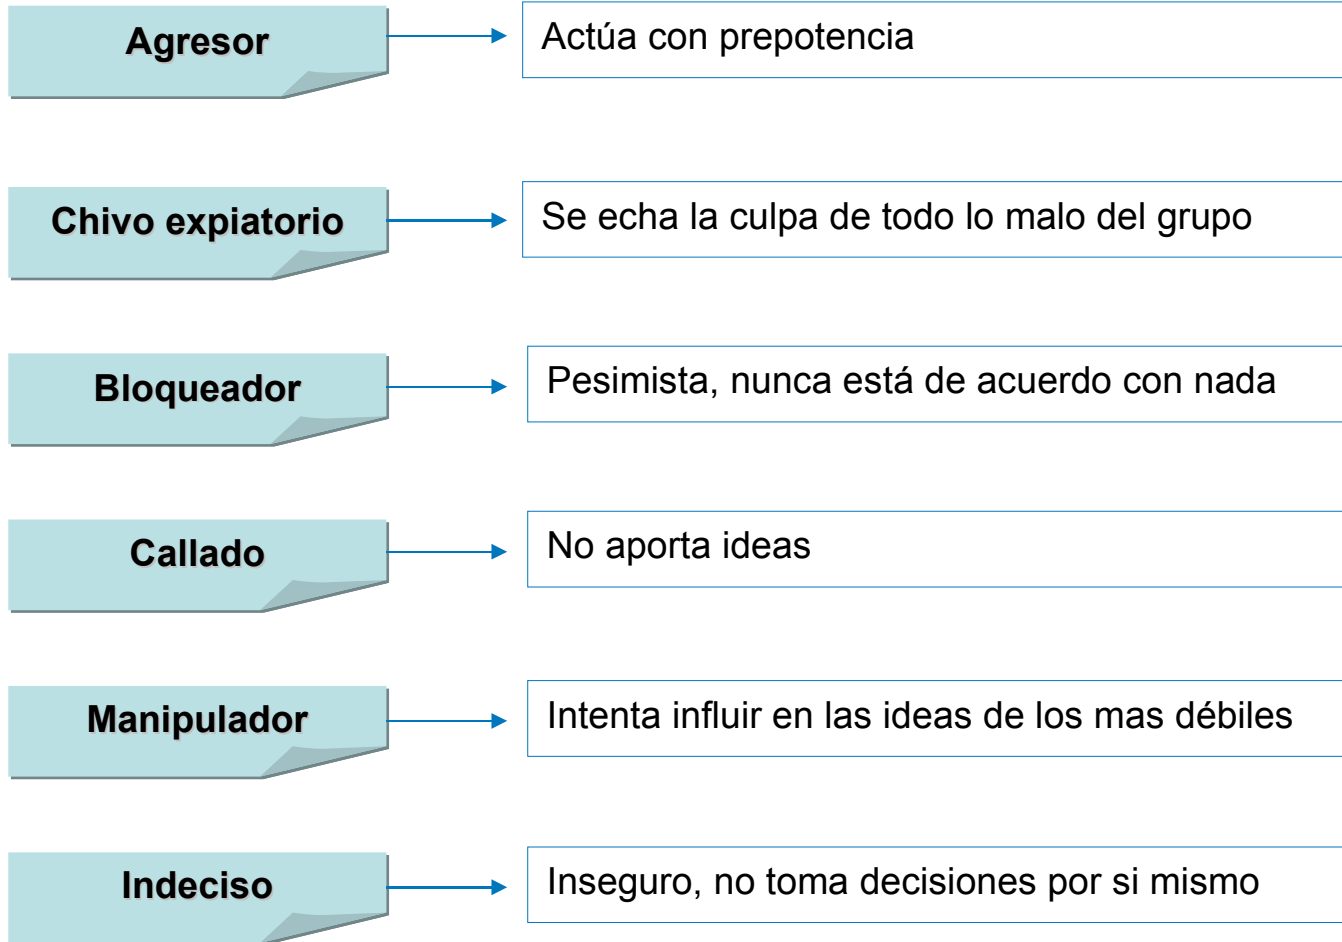 Agresor
Actúa con prepotencia
Chivo expiatorio
Se echa la culpa de todo lo malo del grupo
Bloqueador
Pesimista, nunca está de acuerdo con nada
Callado
No aporta ideas
Manipulador
Intenta influir en las ideas de los mas débiles
Indeciso
Inseguro, no toma decisiones por si mismo